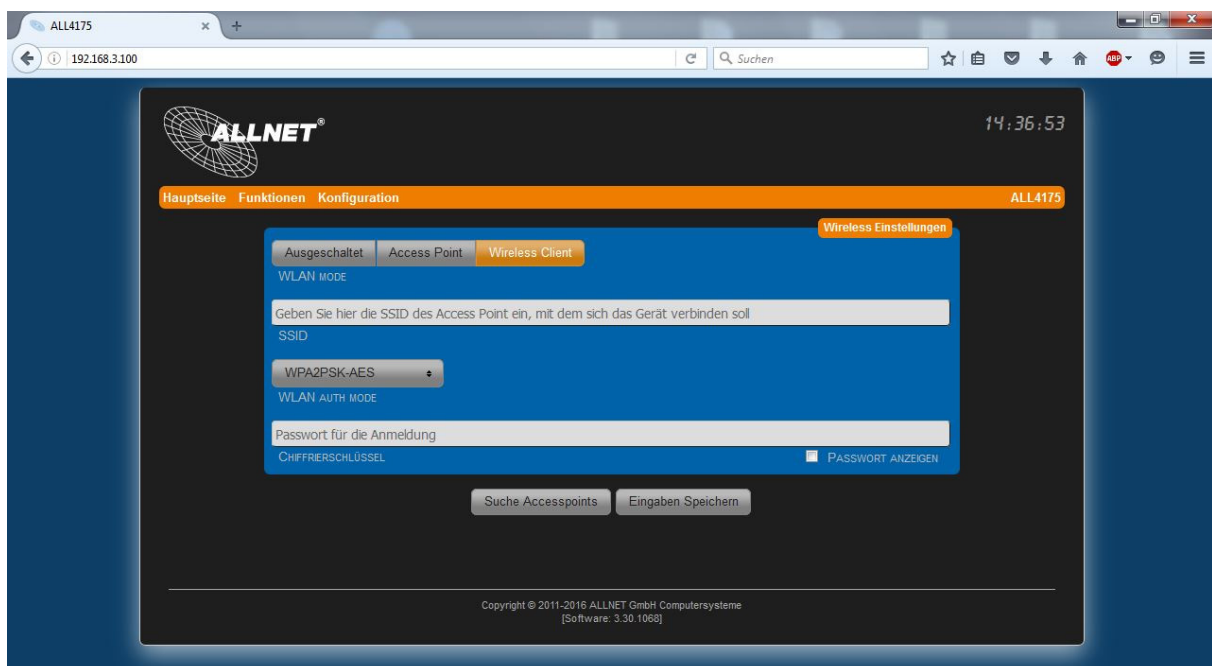 ALL4175
192.168.3.100
Suchen
ABP
ALLNET®
14:36:53
Hauptseite Funktionen Konfiguration
ALL4175
Wireless Einstellungen
Ausgeschaltet Access Point Wireless Client
WLAN MODE
Geben Sie hier die SSID des Access Point ein, mit dem sich das Gerät verbinden soll
SSID
WPA2PSK-AES
WLAN AUTH MODE
Passwort für die Anmeldung
CHIFFRIERSCHLÜSSEL
PASSWORT ANZEIGEN
Suche Accesspoints Eingaben Speichern
Copyright © 2011-2016 ALLNET GmbH Computersysteme
[Software: 3.30.1068]